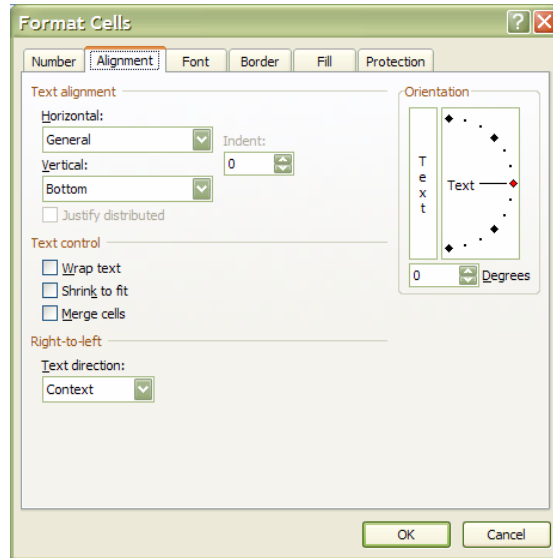 Format Cells
Number Alignment Font Border Fill Protection
Text alignment
Horizontal:
General
Indent:
Vertical:
0
Bottom
Justify distributed
Text control
Wrap text
Shrink to fit
Merge cells
Right-to-left
Text direction:
Context
Orientation
Text
Text
0 Degrees
OK Cancel